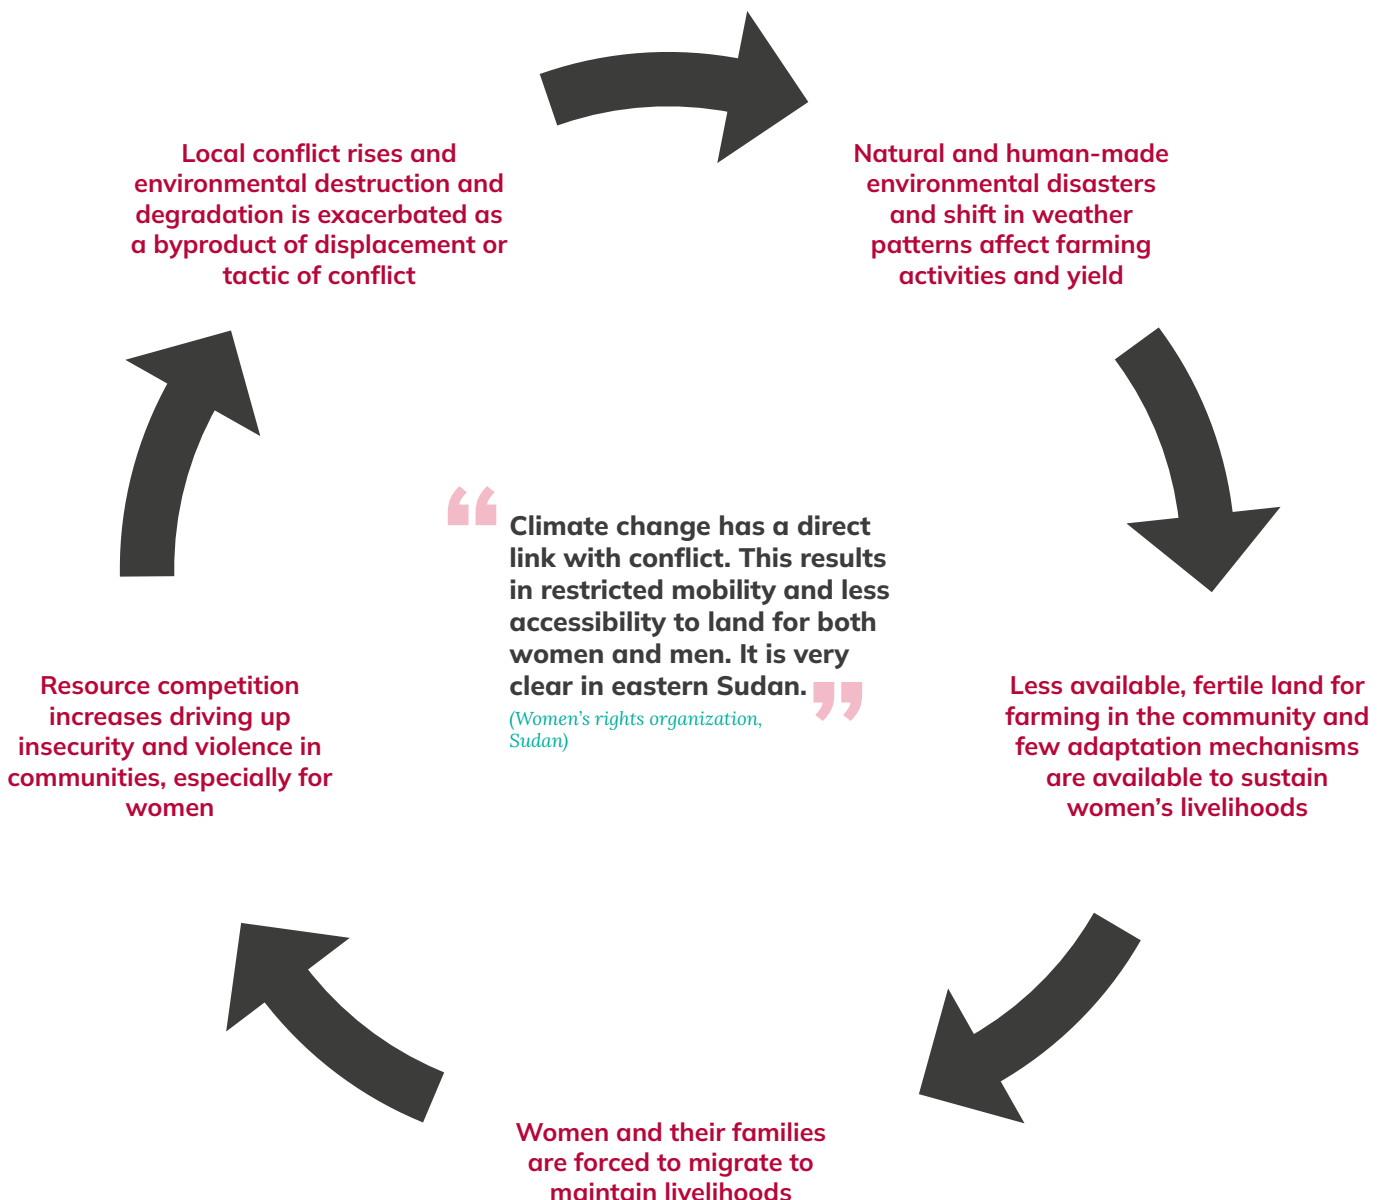 Local conflict rises and
environmental destruction and
degradation is exacerbated as
a byproduct of displacement or
tactic of conflict
Natural and human-made
environmental disasters
and shift in weather
patterns affect farming
activities and yield
“Climate change has a direct
link with conflict. This results
in restricted mobility and less
accessibility to land for both
women and men. It is very
clear in eastern Sudan.”
(Women’s rights organization,
Sudan)
Resource competition
increases driving up
insecurity and violence in
communities, especially for
women
Less available, fertile land for
farming in the community and
few adaptation mechanisms
are available to sustain
women’s livelihoods
Women and their families
are forced to migrate to
maintain livelihoods